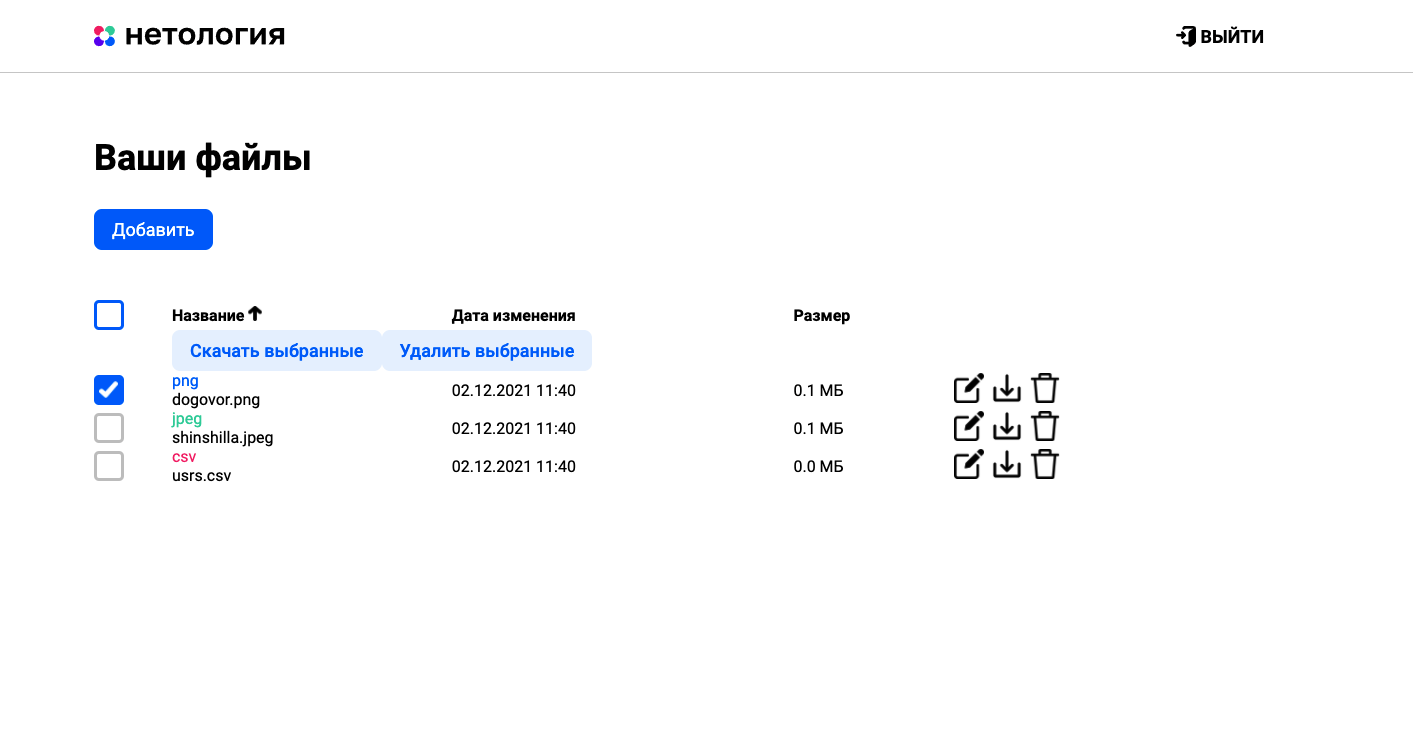 нетология
ВЫЙТИ
Ваши файлы
Добавить
Название Дата изменения Размер
Скачать выбранные Удалить выбранные
png
dogovor.png 02.12.2021 11:40 0.1 МБ
jpeg
shinshilla.jpeg 02.12.2021 11:40 0.1 МБ
csv
usrs.csv 02.12.2021 11:40 0.0 МБ